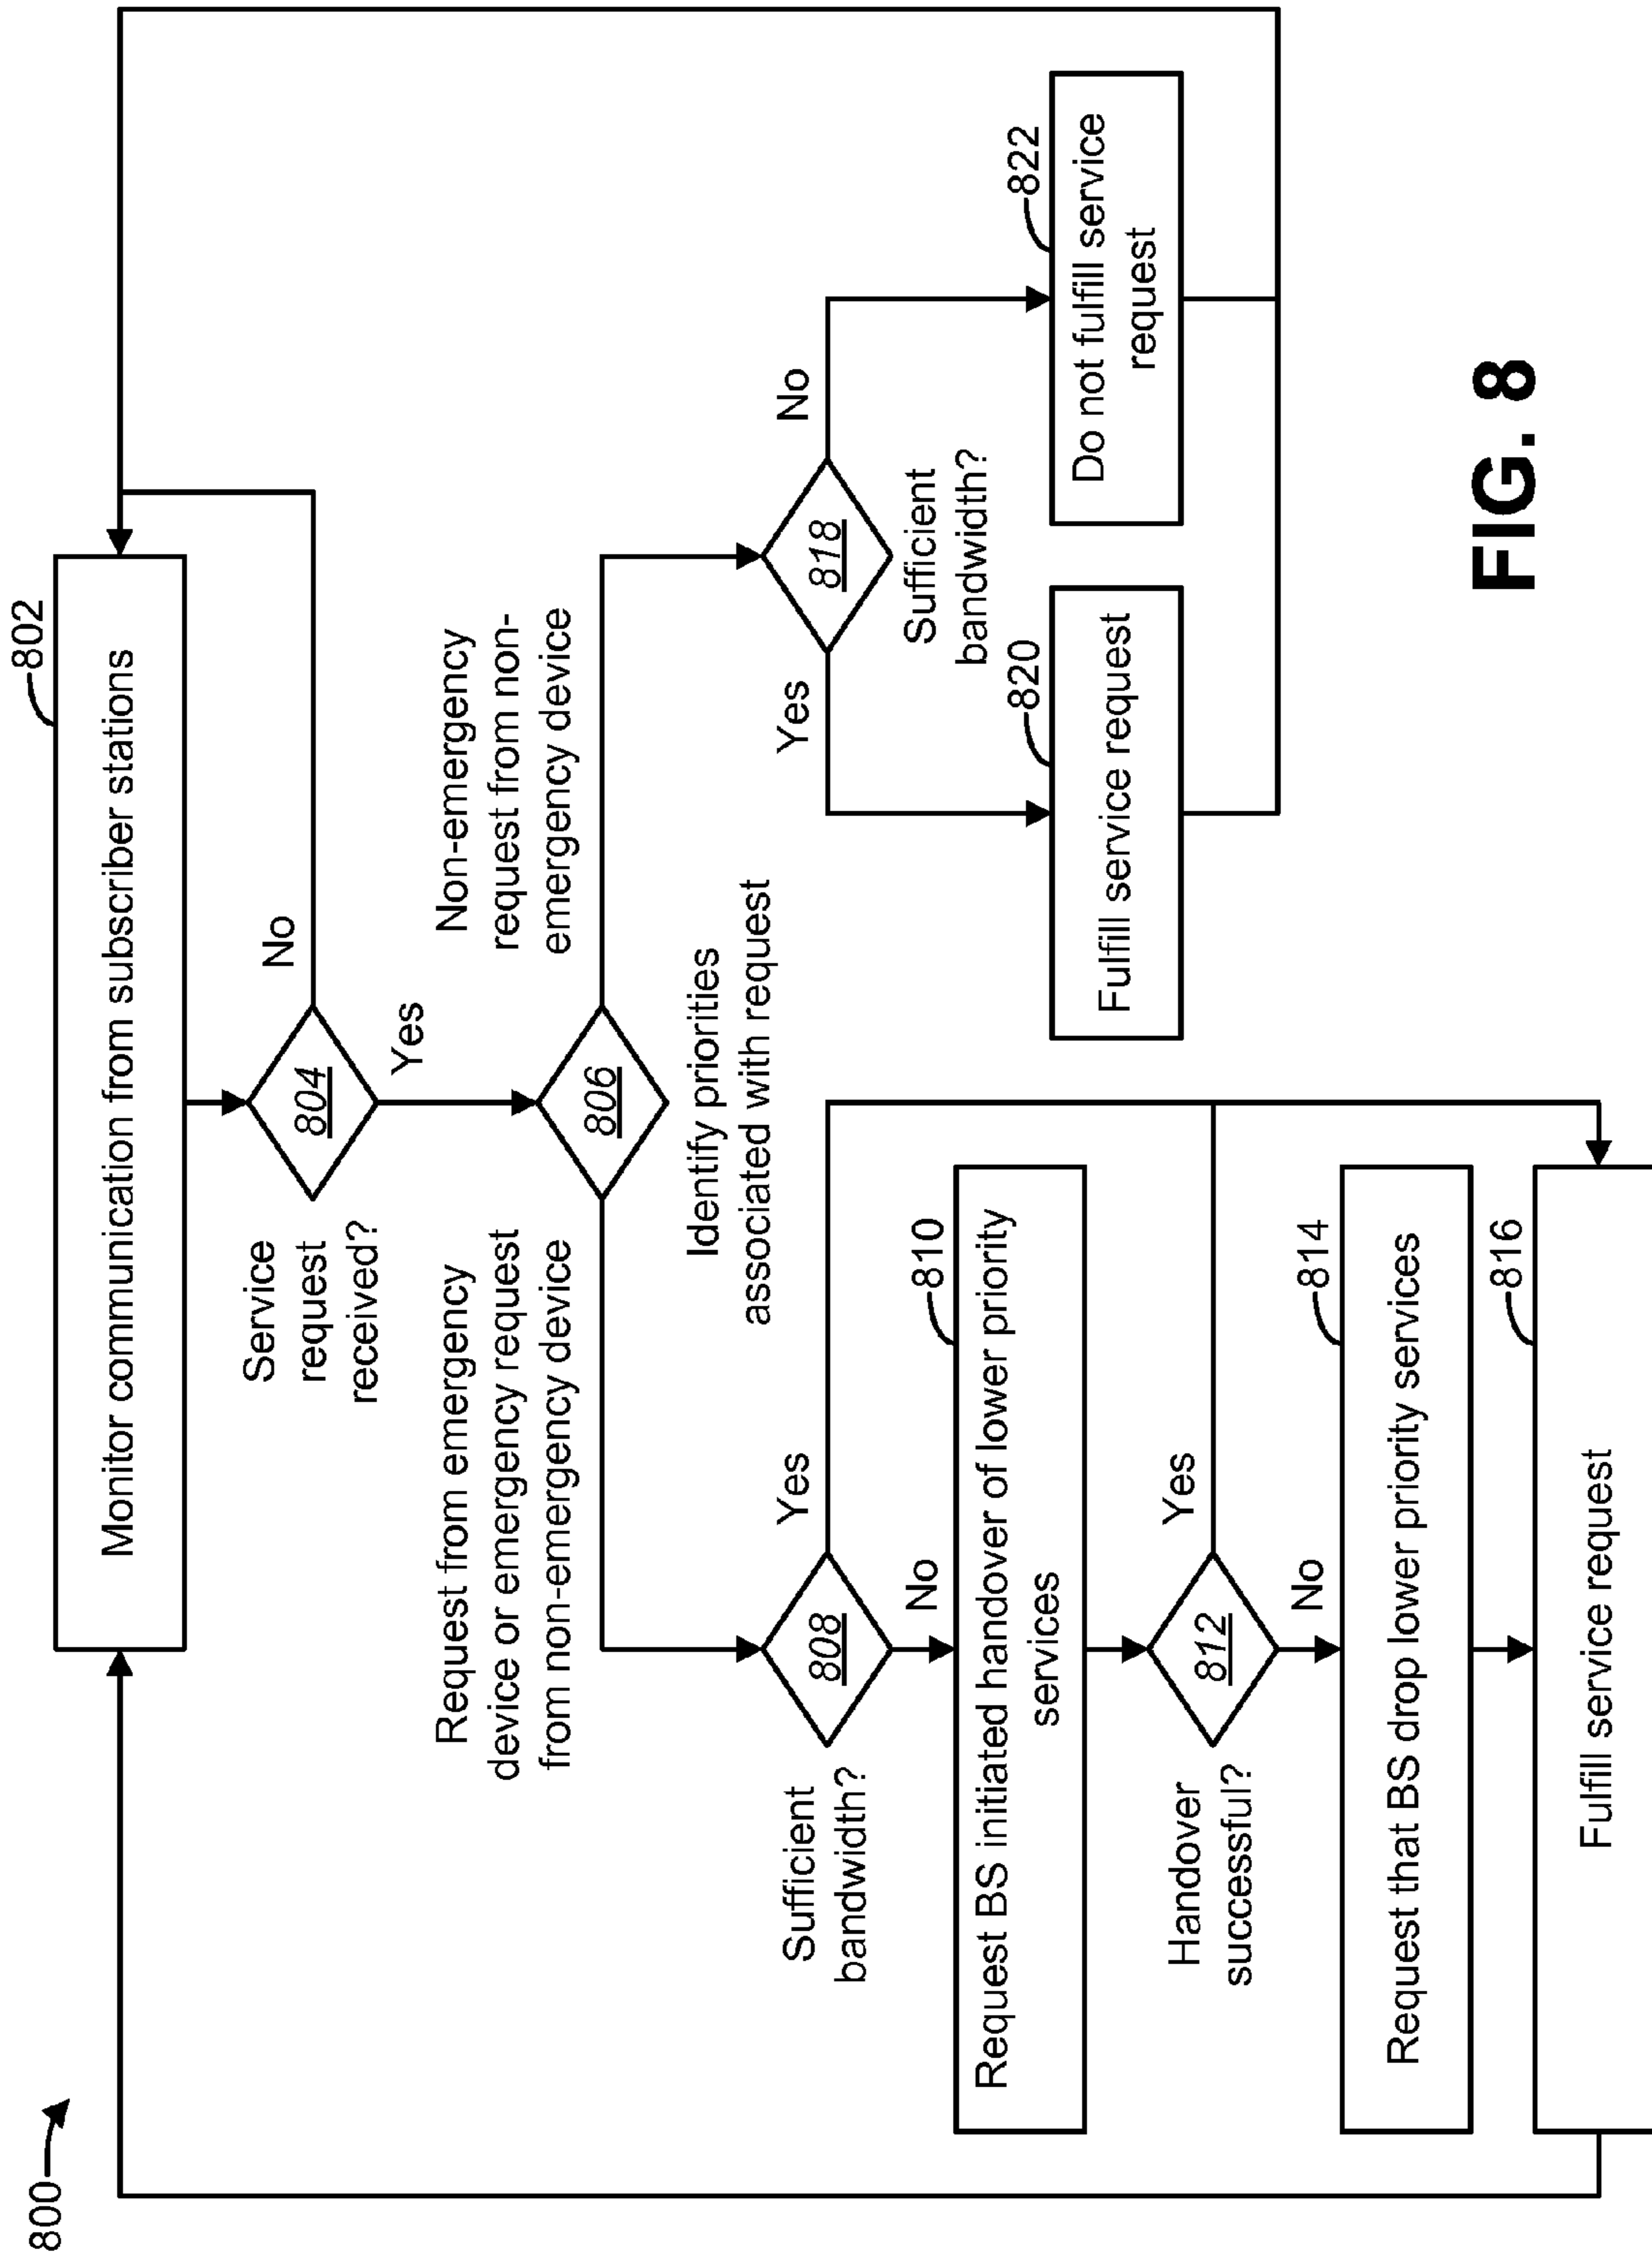 800
802
Monitor communication from subscriber stations
Service
request
received?
804
No
Yes
Request from emergency
device or emergency request
from non-emergency device
806
Non-emergency
request from non-
emergency device
Identify priorities
associated with request
Sufficient
bandwidth?
808
Yes
No
810
Request BS initiated handover of lower priority
services
Handover
successful?
812
Yes
No
814
Request that BS drop lower priority services
816
Fulfill service request
Yes
818
No
Sufficient
bandwidth?
820
Fulfill service request
822
Do not fulfill service
request
FIG. 8